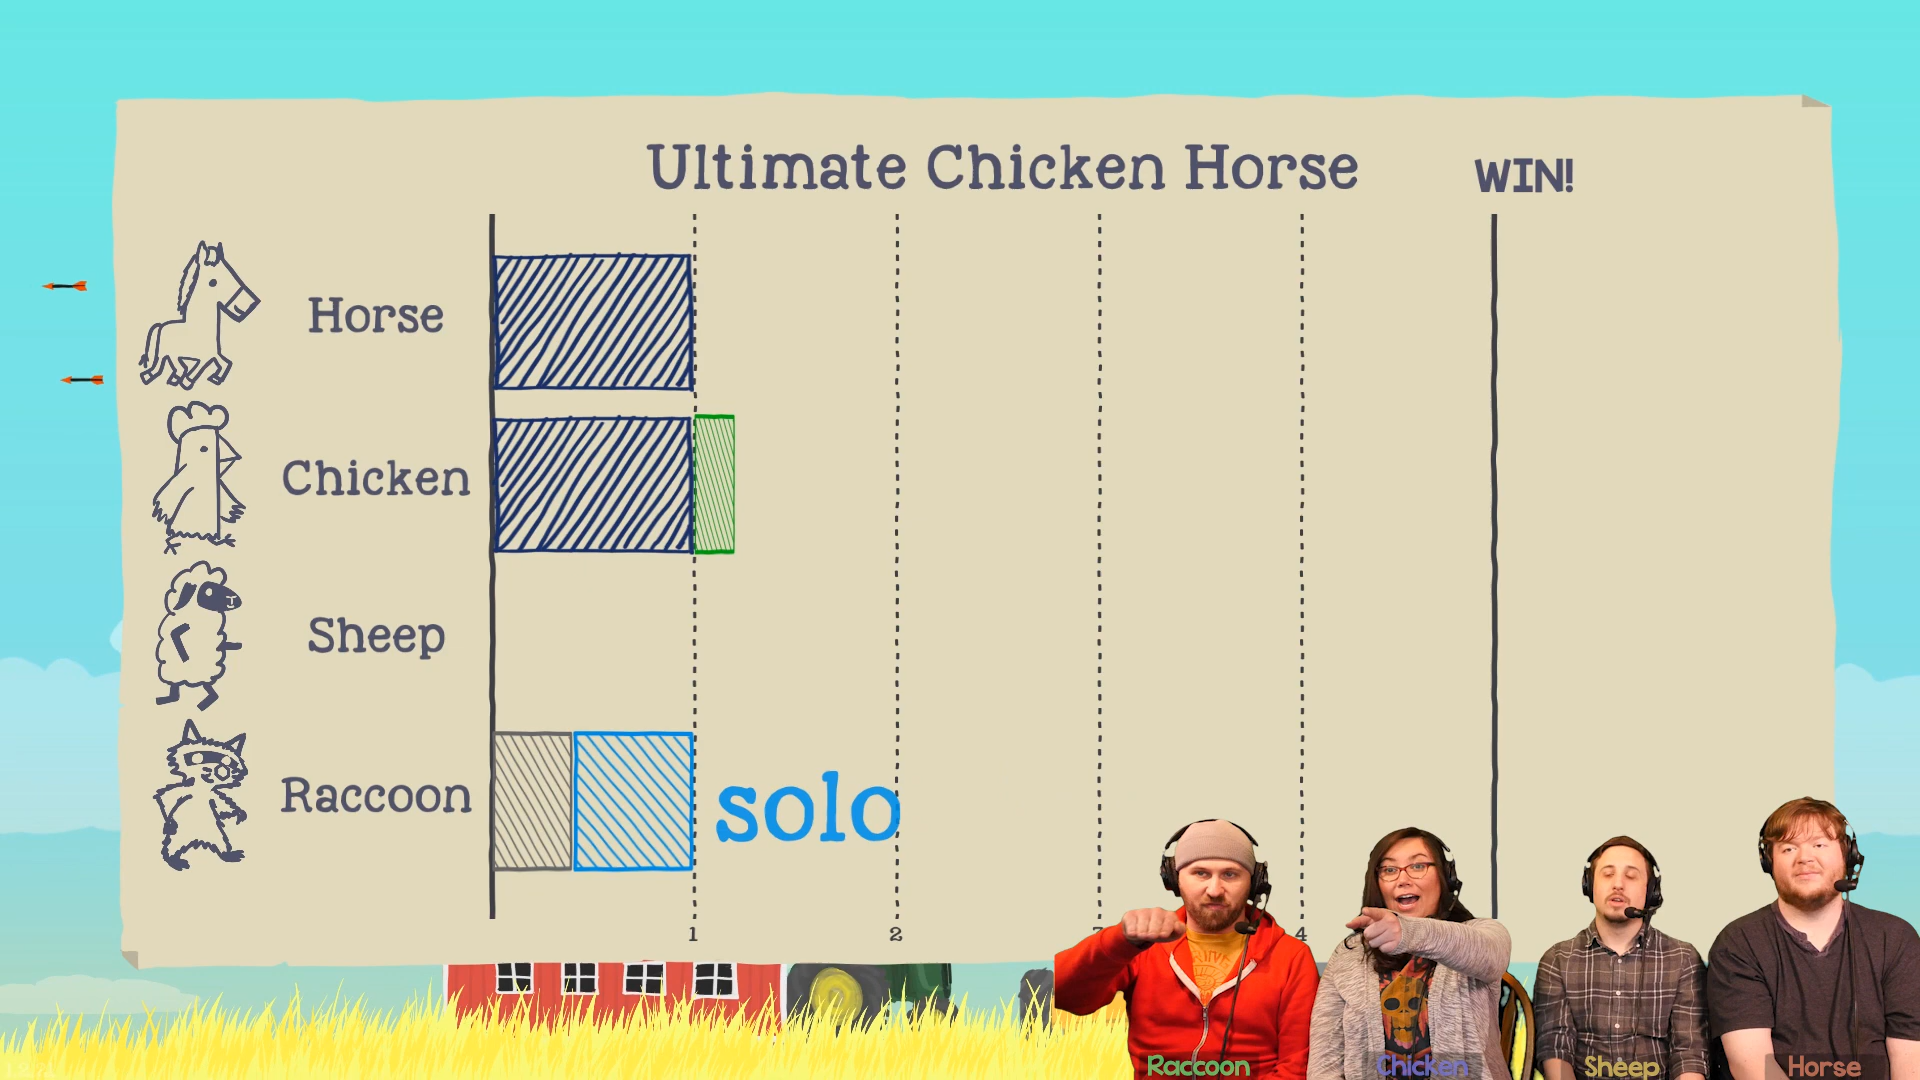 Ultimate Chicken Horse
WIN!
Horse
Chicken
Sheep
Raccoon
solo
1
2
4
Raccoon
Chicken
Sheep
Horse